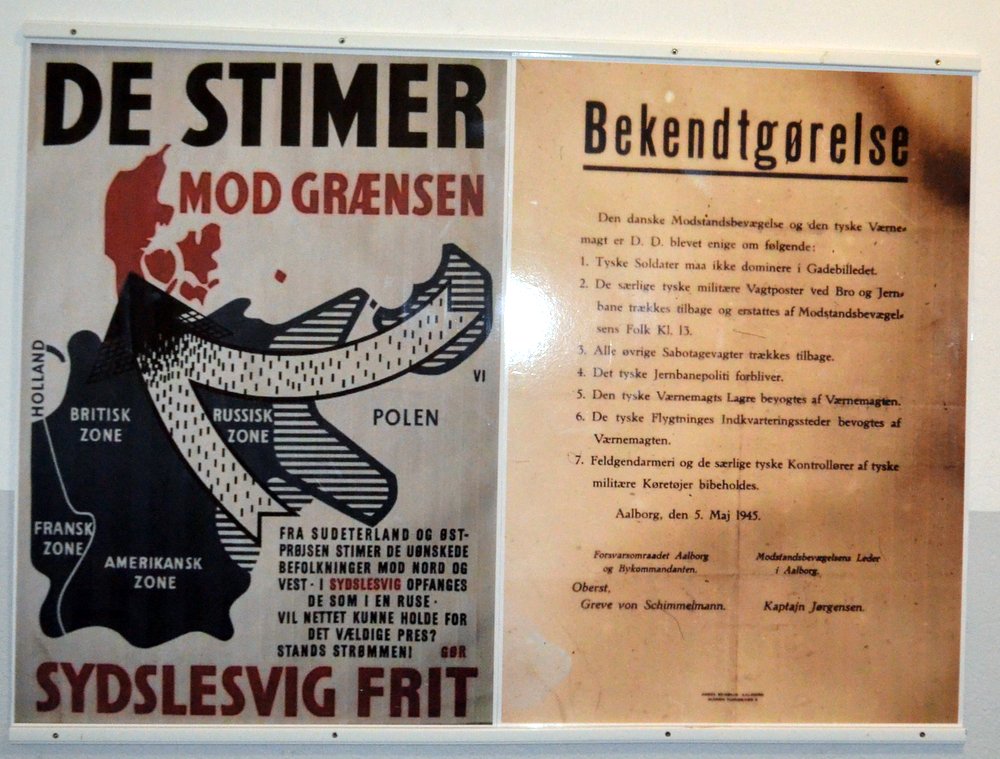 DE STIMER
MOD GRÆNSEN
HOLLAND
VI
BRITISK
ZONE
RUSSISK
ZONE
POLEN
FRANSK
ZONE
AMERIKANSK
ZONE
FRA SUDETERLAND OG ØST-
PRØJSEN STIMER DE UØNSKEDE
BEFOLKNINGER MOD NORD OG
VEST · I SYDSLESVIG OPFANGES
DE SOM I EN RUSE ·
VIL NETTET KUNNE HOLDE FOR
DET VÆLDIGE PRES?
STANDS STRØMMEN! GØR
SYDSLESVIG FRIT
Bekendtgørelse
Den danske Modstandsbevægelse og den tyske Værne-
magt er D. D. blevet enige om følgende:
1. Tyske Soldater maa ikke dominere i Gadebilledet.
2. De særlige tyske militære Vagtposter ved Bro og Jern-
bane trækkes tilbage og erstattes af Modstandsbevægel-
sens Folk Kl. 13.
3. Alle øvrige Sabotagevagter trækkes tilbage.
4. Det tyske Jernbanepoliti forbliver.
5. Den tyske Værnemagts Lagre bevogtes af Værnemagten.
6. De tyske Flygtninges Indkvarteringssteder bevogtes af
Værnemagten.
7. Feldgendarmeri og de særlige tyske Kontrollører af tyske
militære Køretøjer bibeholdes.
Aalborg, den 5. Maj 1945.
Forsvarsomraadet Aalborg
og Bykommandanten.
Oberst,
Greve von Schimmelmann.
Modstandsbevægelsens Leder
i Aalborg.
Kaptajn Jørgensen.